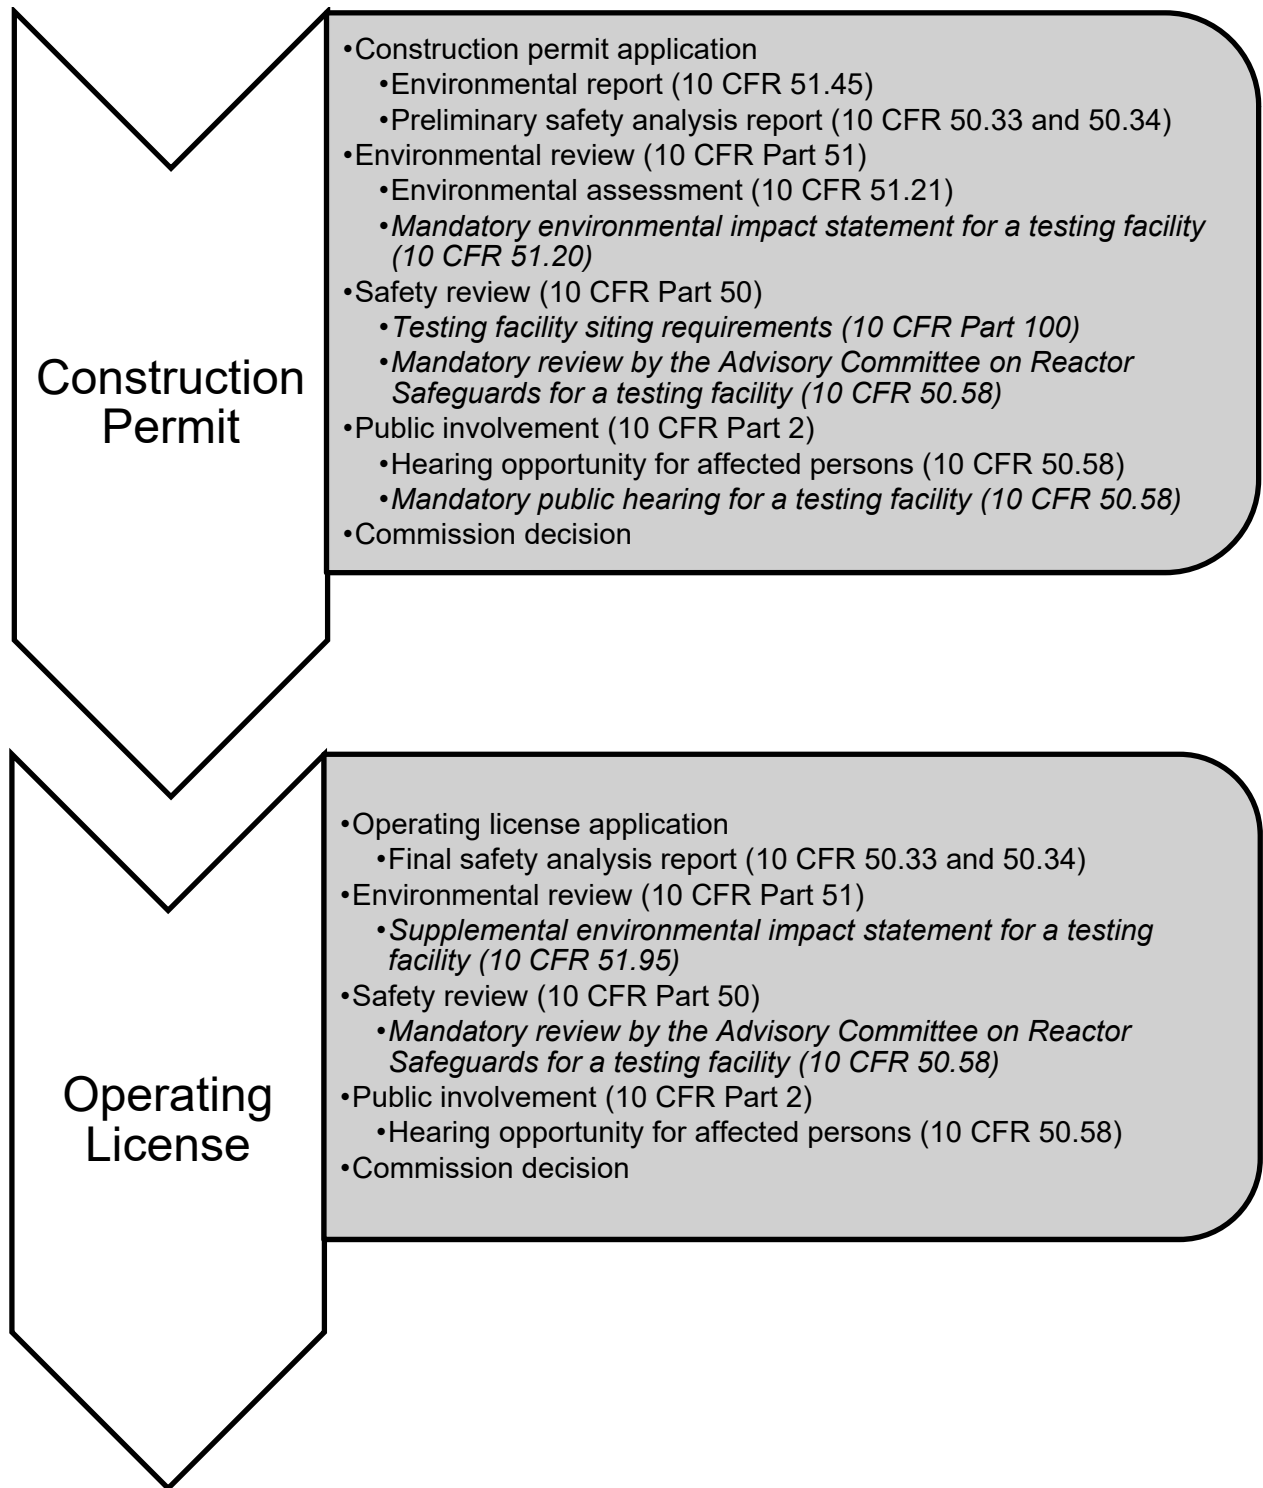 Construction
Permit
•Construction permit application
•Environmental report (10 CFR 51.45)
•Preliminary safety analysis report (10 CFR 50.33 and 50.34)
•Environmental review (10 CFR Part 51)
•Environmental assessment (10 CFR 51.21)
•Mandatory environmental impact statement for a testing facility
(10 CFR 51.20)
•Safety review (10 CFR Part 50)
•Testing facility siting requirements (10 CFR Part 100)
•Mandatory review by the Advisory Committee on Reactor
Safeguards for a testing facility (10 CFR 50.58)
•Public involvement (10 CFR Part 2)
•Hearing opportunity for affected persons (10 CFR 50.58)
•Mandatory public hearing for a testing facility (10 CFR 50.58)
•Commission decision
Operating
License
•Operating license application
•Final safety analysis report (10 CFR 50.33 and 50.34)
•Environmental review (10 CFR Part 51)
•Supplemental environmental impact statement for a testing
facility (10 CFR 51.95)
•Safety review (10 CFR Part 50)
•Mandatory review by the Advisory Committee on Reactor
Safeguards for a testing facility (10 CFR 50.58)
•Public involvement (10 CFR Part 2)
•Hearing opportunity for affected persons (10 CFR 50.58)
•Commission decision